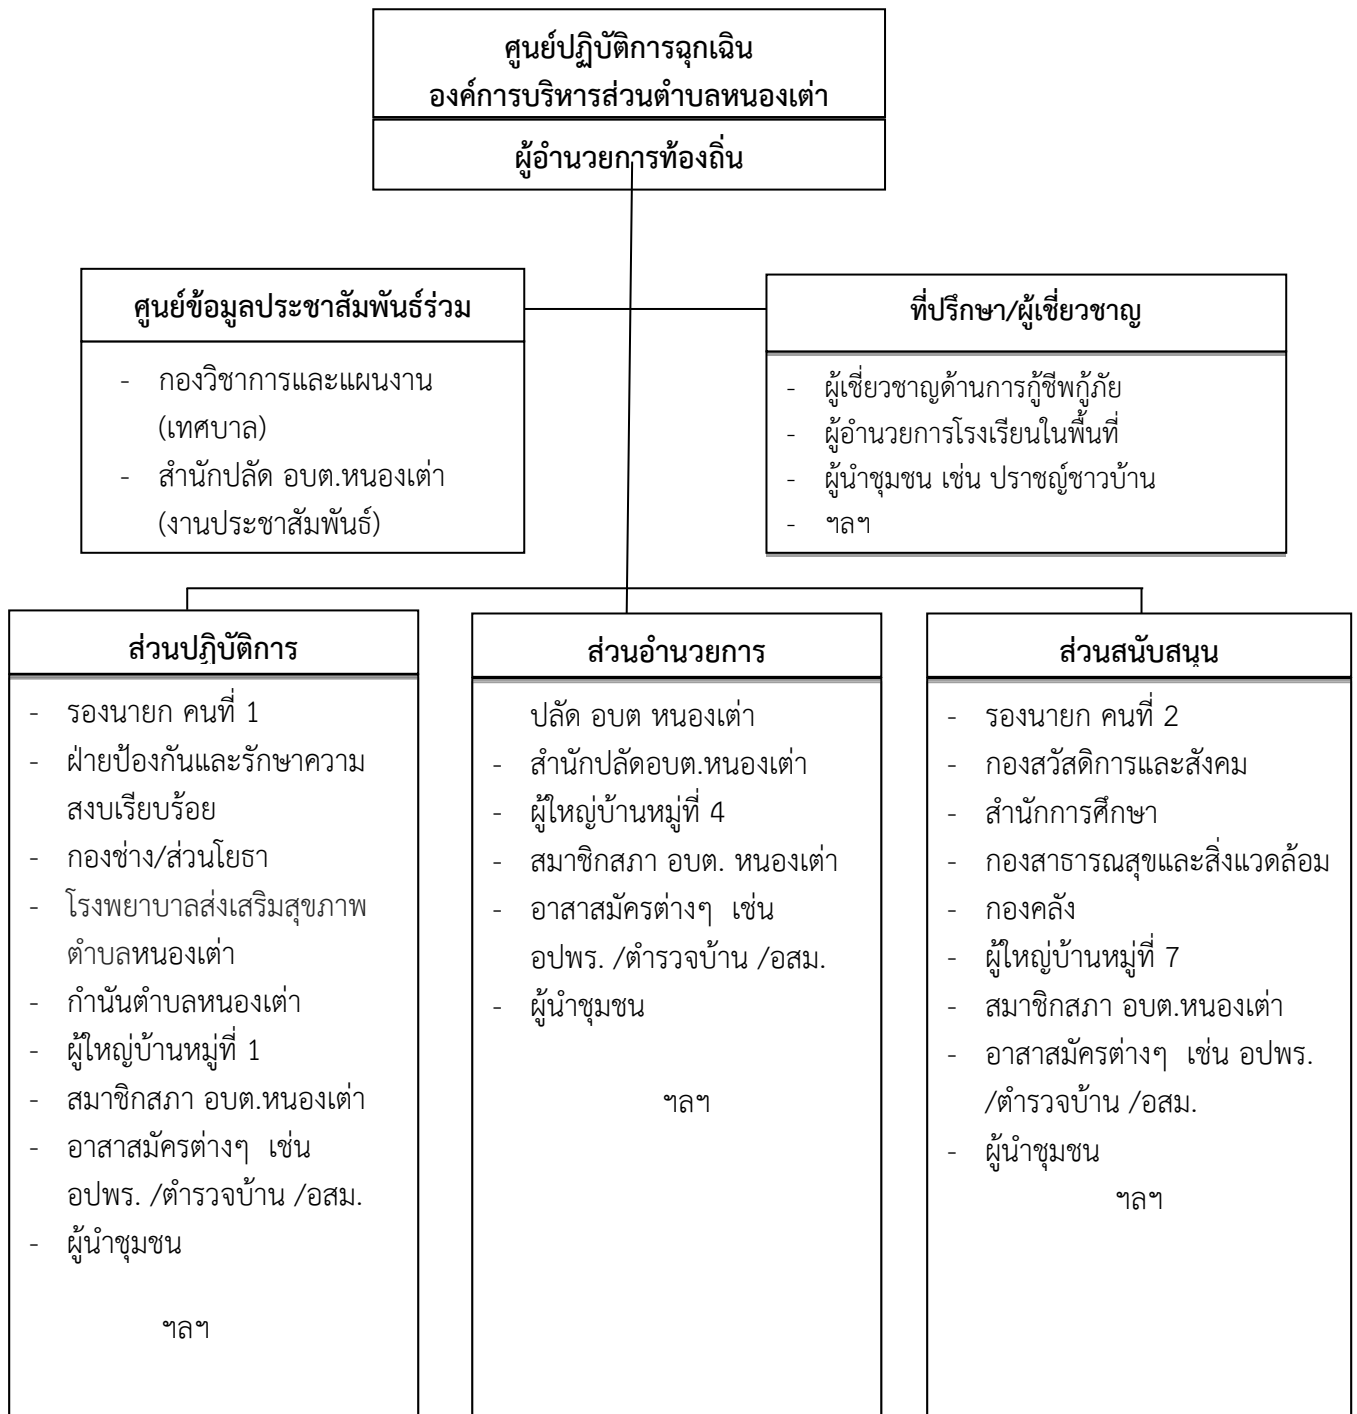 ศูนย์ปฏิบัติการฉุกเฉิน
องค์การบริหารส่วนตำบลหนองเต่า
ผู้อำนวยการท้องถิ่น
ศูนย์ข้อมูลประชาสัมพันธ์ร่วม
- กองวิชาการและแผนงาน
(เทศบาล)
- สำนักปลัด อบต.หนองเต่า
(งานประชาสัมพันธ์)
ที่ปรึกษา/ผู้เชี่ยวชาญ
- ผู้เชี่ยวชาญด้านการกู้ชีพกู้ภัย
- ผู้อำนวยการโรงเรียนในพื้นที่
- ผู้นำชุมชน เช่น ปราชญ์ชาวบ้าน
- ฯลฯ
ส่วนปฏิบัติการ
- รองนายก คนที่ 1
- ฝ่ายป้องกันและรักษาความ
สงบเรียบร้อย
- กองช่าง/ส่วนโยธา
- โรงพยาบาลส่งเสริมสุขภาพ
ตำบลหนองเต่า
- กำนันตำบลหนองเต่า
- ผู้ใหญ่บ้านหมู่ที่ 1
- สมาชิกสภา อบต.หนองเต่า
- อาสาสมัครต่างๆ เช่น
อปพร. /ตำรวจบ้าน /อสม.
- ผู้นำชุมชน
ฯลฯ
ส่วนอำนวยการ
ปลัด อบต หนองเต่า
- สำนักปลัดอบต.หนองเต่า
- ผู้ใหญ่บ้านหมู่ที่ 4
- สมาชิกสภา อบต. หนองเต่า
- อาสาสมัครต่างๆ เช่น
อปพร. /ตำรวจบ้าน /อสม.
- ผู้นำชุมชน
ฯลฯ
ส่วนสนับสนุน
- รองนายก คนที่ 2
- กองสวัสดิการและสังคม
- สำนักการศึกษา
- กองสาธารณสุขและสิ่งแวดล้อม
- กองคลัง
- ผู้ใหญ่บ้านหมู่ที่ 7
- สมาชิกสภา อบต.หนองเต่า
- อาสาสมัครต่างๆ เช่น อปพร.
/ตำรวจบ้าน /อสม.
- ผู้นำชุมชน
ฯลฯ